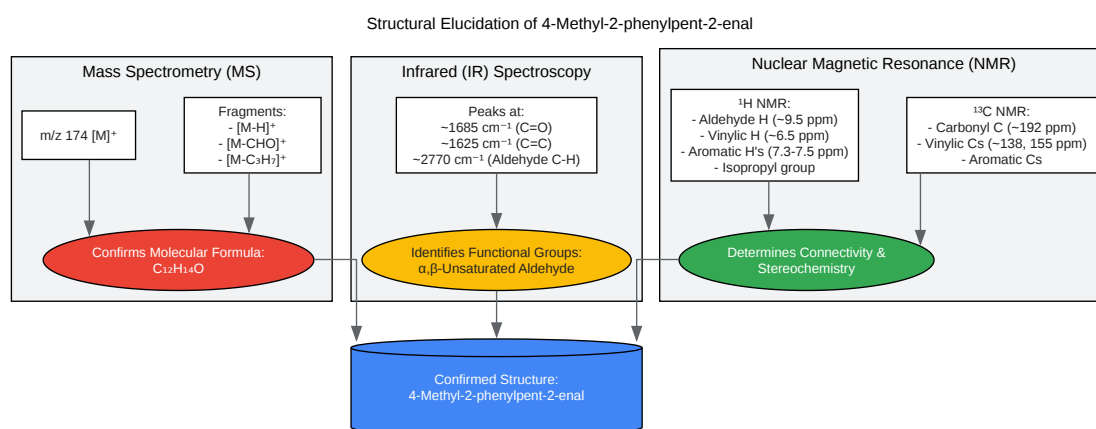 Structural Elucidation of 4-Methyl-2-phenylpent-2-enal
Mass Spectrometry (MS)
m/z 174 [M]⁺
Fragments:
- [M-H]⁺
- [M-CHO]⁺
- [M-C₃H₇]⁺
Confirms Molecular Formula:
C₁₂H₁₄O
Infrared (IR) Spectroscopy
Peaks at:
~1685 cm⁻¹ (C=O)
~1625 cm⁻¹ (C=C)
~2770 cm⁻¹ (Aldehyde C-H)
Identifies Functional Groups:
α,β-Unsaturated Aldehyde
Nuclear Magnetic Resonance (NMR)
¹H NMR:
- Aldehyde H (~9.5 ppm)
- Vinylic H (~6.5 ppm)
- Aromatic H's (7.3-7.5 ppm)
- Isopropyl group
¹³C NMR:
- Carbonyl C (~192 ppm)
- Vinylic Cs (~138, 155 ppm)
- Aromatic Cs
Determines Connectivity &
Stereochemistry
Confirmed Structure:
4-Methyl-2-phenylpent-2-enal